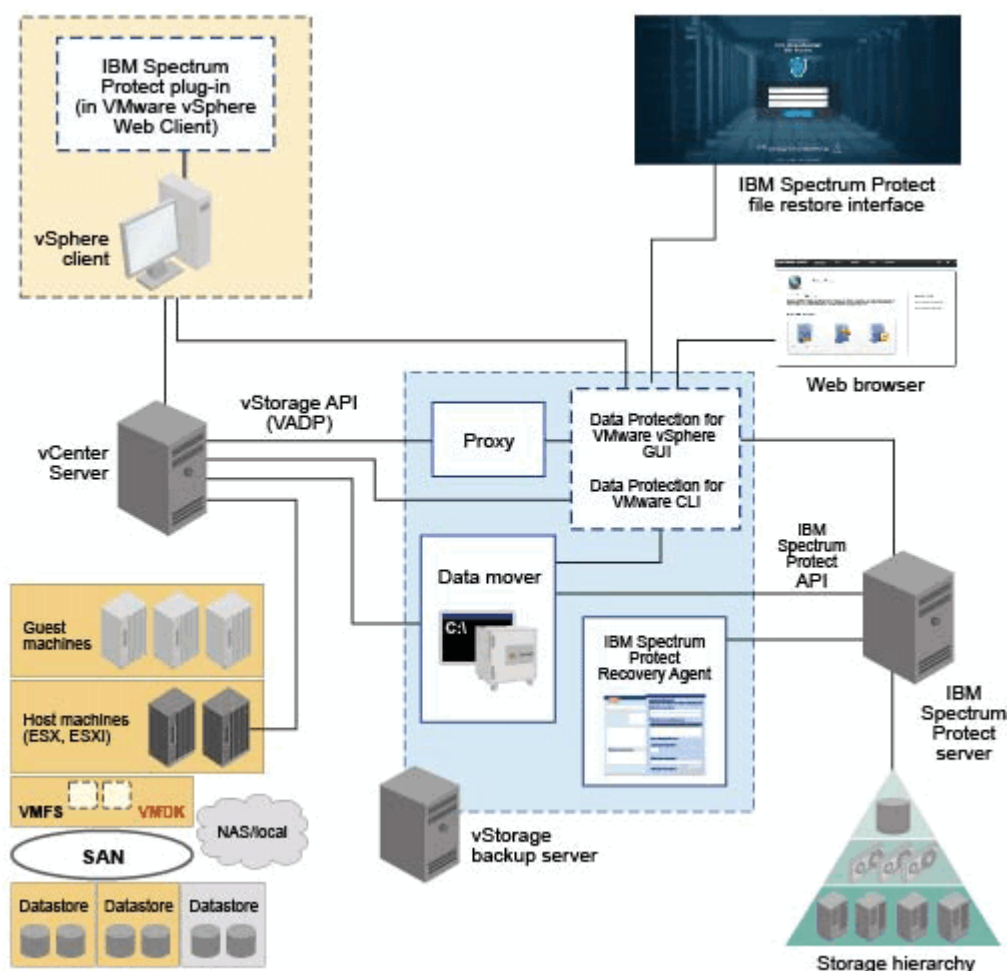 IBM Spectrum
Protect plug-in
(in VMware vSphere
Web Client)
vSphere
client
IBM Spectrum Protect
file restore interface
Web browser
vStorage API
(VADP)
vCenter
Server
Proxy
Data Protection for
VMware vSphere
GUI
Data Protection for
VMware CLI
IBM
Spectrum
Protect
API
Data mover
C:\
IBM Spectrum
Protect
Recovery Agent
IBM
Spectrum
Protect
server
Guest
machines
Host machines
(ESX, ESXI)
VMFS
VMDK
NAS/local
SAN
vStorage
backup server
Datastore
Datastore
Datastore
Storage hierarchy